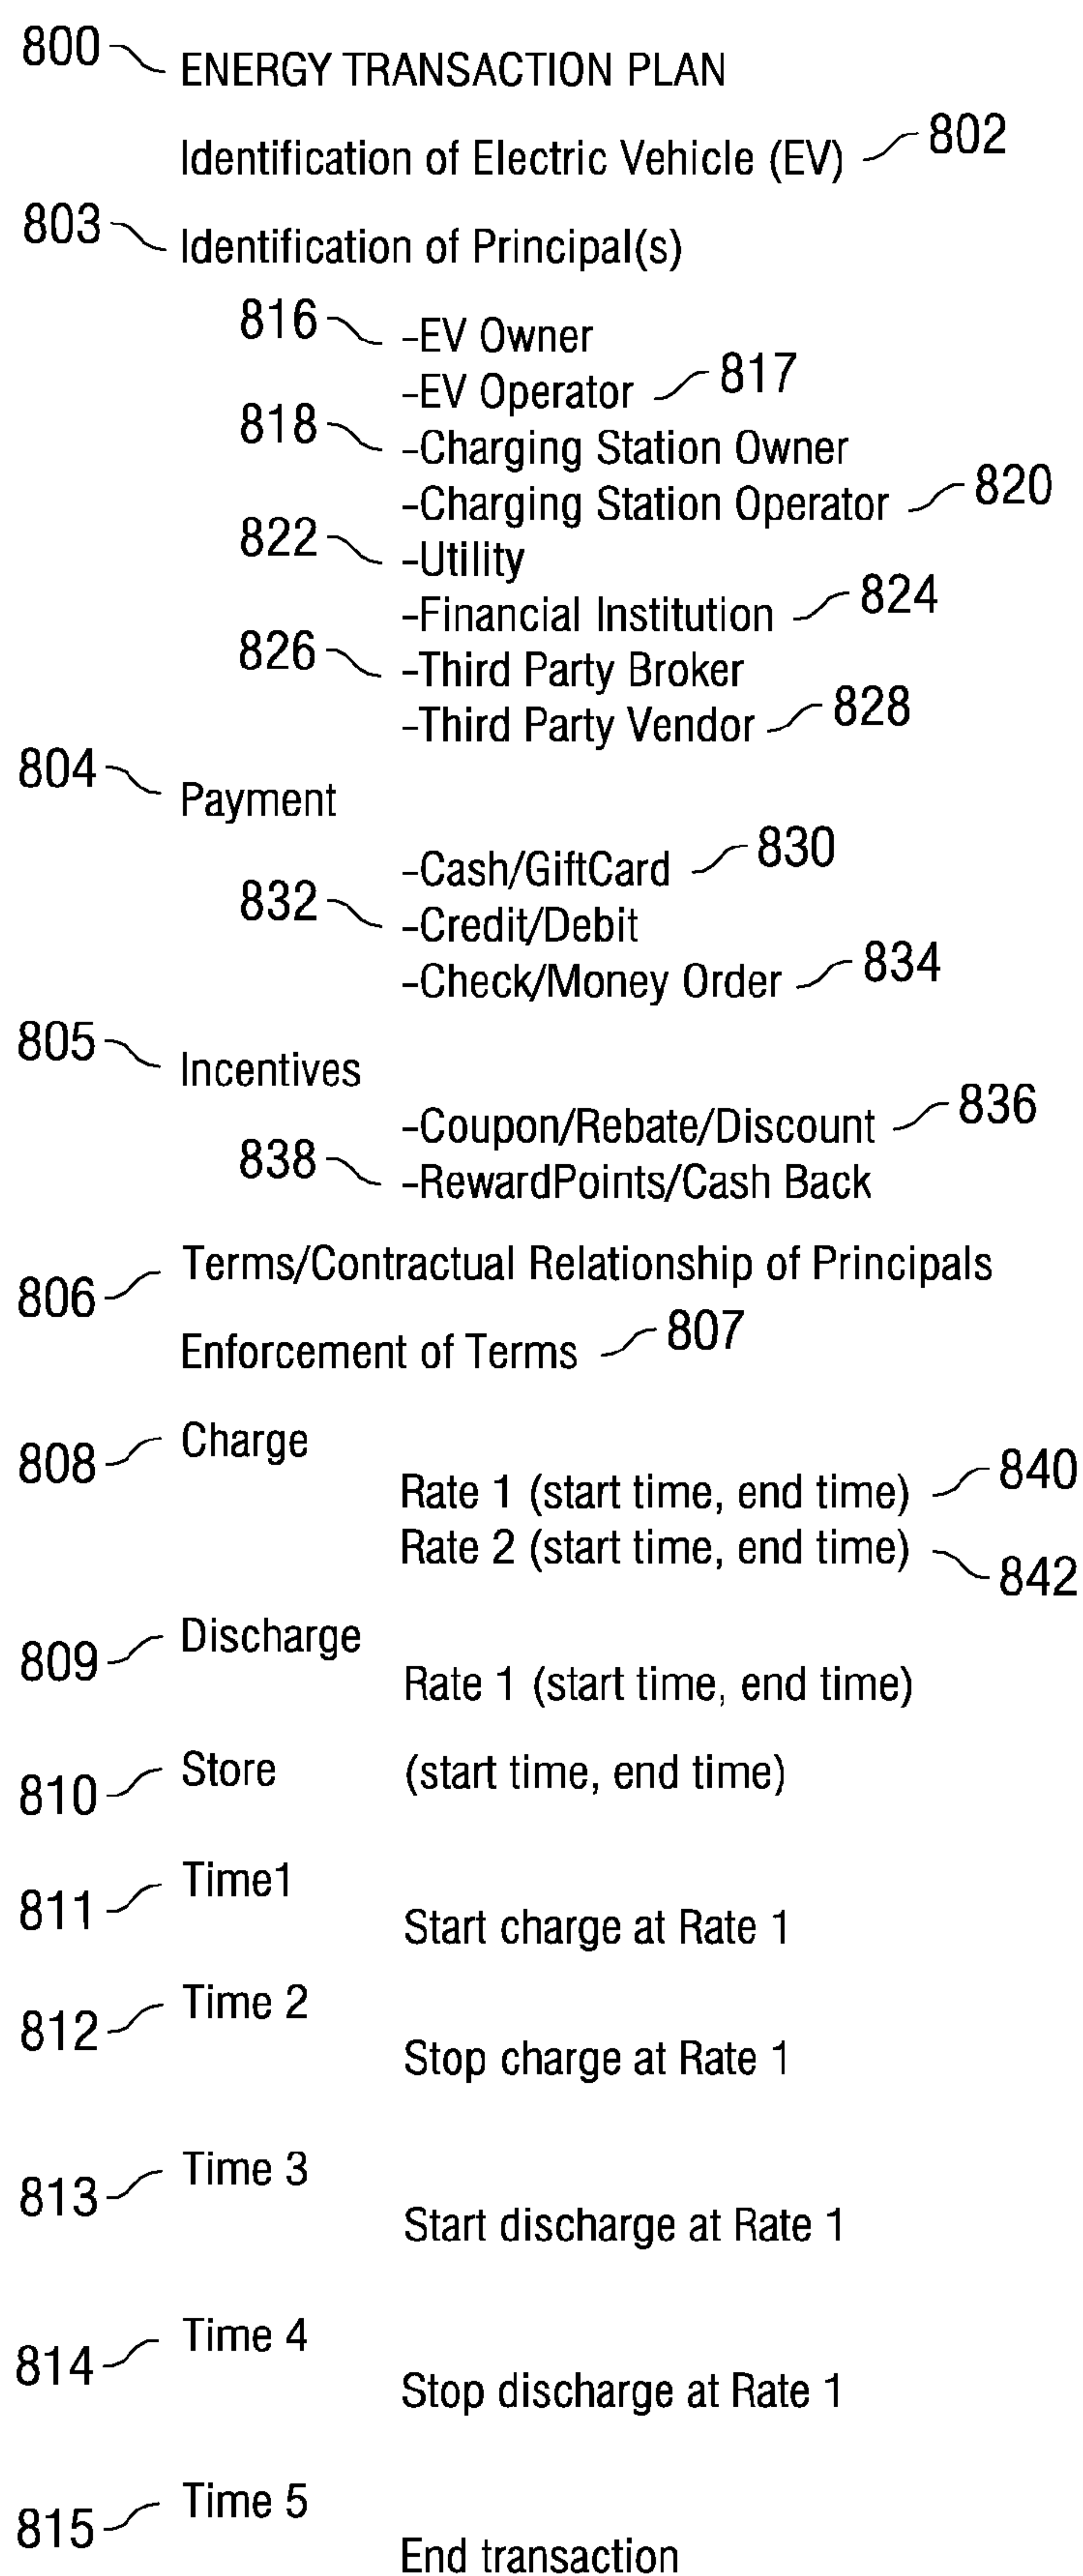 800 ENERGY TRANSACTION PLAN
Identification of Electric Vehicle (EV) 802
803 Identification of Principal(s)
816 -EV Owner
-EV Operator 817
818 -Charging Station Owner
-Charging Station Operator 820
822 -Utility
-Financial Institution 824
826 -Third Party Broker
-Third Party Vendor 828
804 Payment
-Cash/GiftCard 830
832 -Credit/Debit
-Check/Money Order 834
805 Incentives
-Coupon/Rebate/Discount 836
838 -RewardPoints/Cash Back
806 Terms/Contractual Relationship of Principals
Enforcement of Terms 807
808 Charge
Rate 1 (start time, end time) 840
Rate 2 (start time, end time) 842
809 Discharge
Rate 1 (start time, end time)
810 Store (start time, end time)
811 Time1
Start charge at Rate 1
812 Time 2
Stop charge at Rate 1
813 Time 3
Start discharge at Rate 1
814 Time 4
Stop discharge at Rate 1
815 Time 5
End transaction